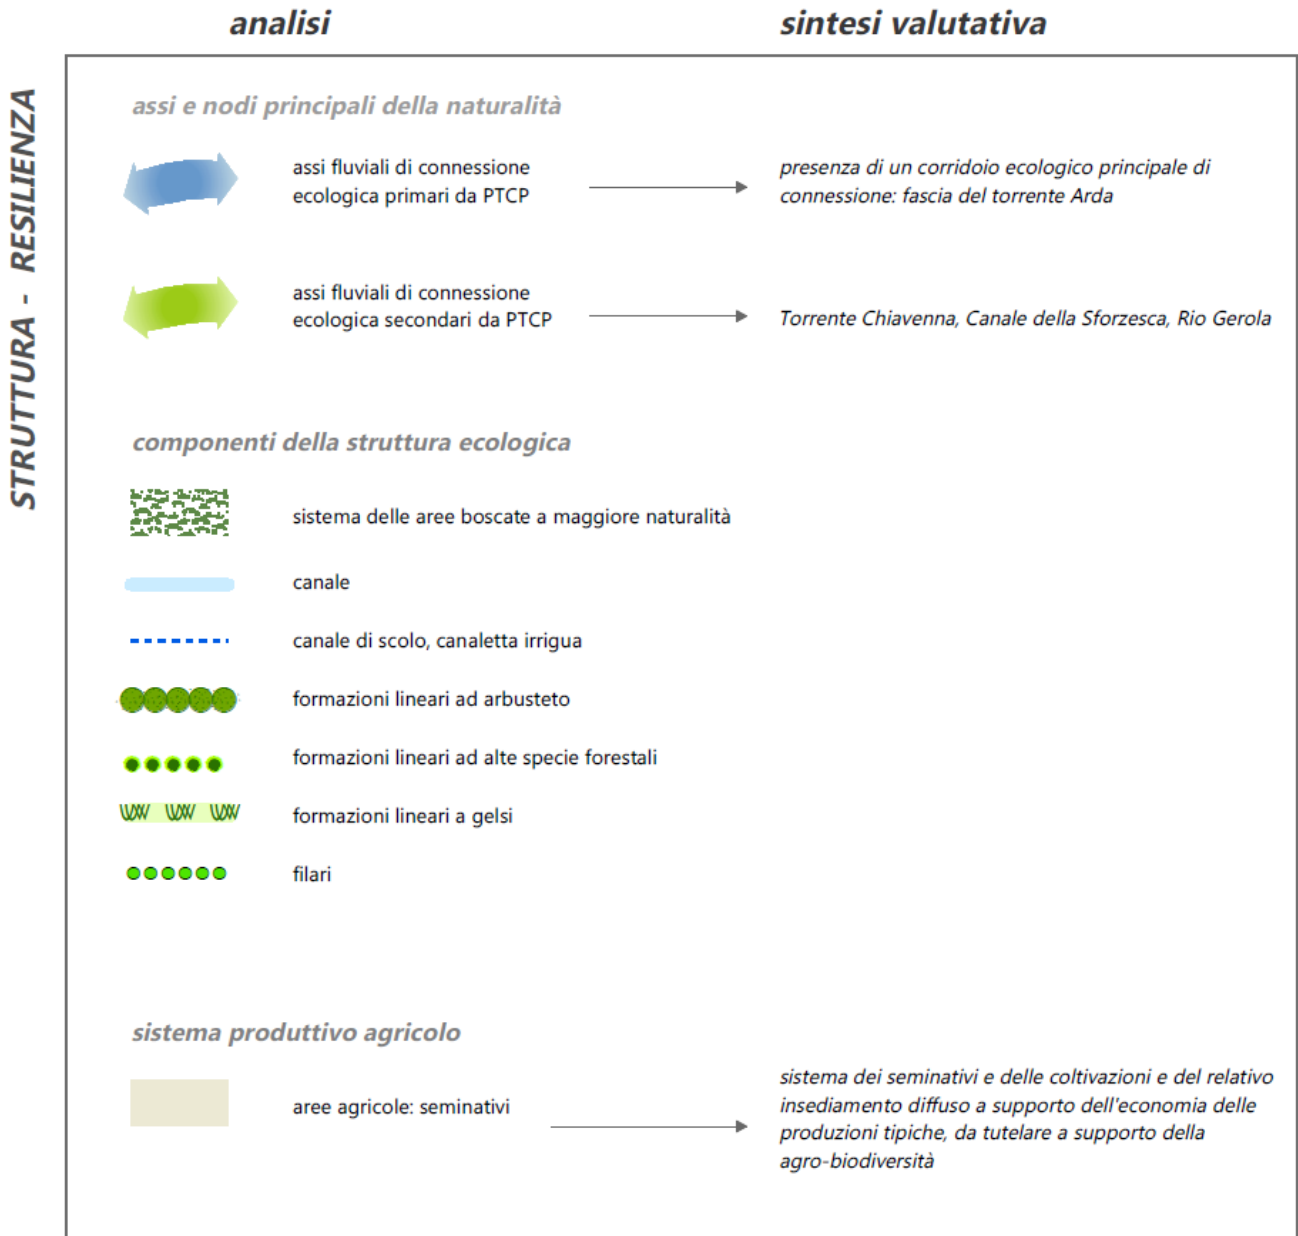 analisi
sintesi valutativa
STRUTTURA - RESILIENZA
assi e nodi principali della naturalità
assi fluviali di connessione
ecologica primari da PTCP
presenza di un corridoio ecologico principale di
connessione: fascia del torrente Arda
assi fluviali di connessione
ecologica secondari da PTCP
Torrente Chiavenna, Canale della Sforzesca, Rio Gerola
componenti della struttura ecologica
sistema delle aree boscate a maggiore naturalità
canale
canale di scolo, canaletta irrigua
formazioni lineari ad arbusteto
formazioni lineari ad alte specie forestali
formazioni lineari a gelsi
filari
sistema produttivo agricolo
aree agricole: seminativi
sistema dei seminativi e delle coltivazioni e del relativo
insediamento diffuso a supporto dell'economia delle
produzioni tipiche, da tutelare a supporto della
agro-biodiversità